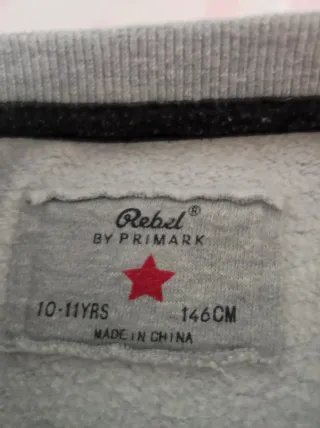 Rebel®
BY PRIMARK
10-11YRS 146CM
MADE IN CHINA